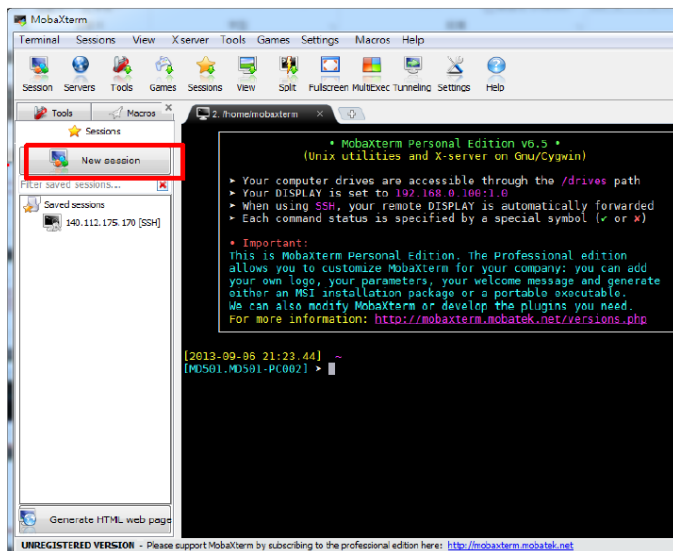 MobaXterm
Terminal Sessions View X server Tools Games Settings Macros Help
Session Servers Tools Games Sessions View Split Fullscreen MultiExec Tunneling Settings Help
Tools Macros × 2. /home/mobaxterm ×
Sessions
New session
Filter saved sessions...
Saved sessions
140.112.175.170 [SSH]
Generate HTML web page
• MobaXterm Personal Edition v6.5 •
(Unix utilities and X-server on Gnu/Cygwin)
➤ Your computer drives are accessible through the /drives path
➤ Your DISPLAY is set to 192.168.0.100:1.0
➤ When using SSH, your remote DISPLAY is automatically forwarded
➤ Each command status is specified by a special symbol (✓ or ✗)
• Important:
This is MobaXterm Personal Edition. The Professional edition
allows you to customize MobaXterm for your company: you can add
your own logo, your parameters, your welcome message and generate
either an MSI installation package or a portable executable.
We can also modify MobaXterm or develop the plugins you need.
For more information: http://mobaxterm.mobatek.net/versions.php
[2013-09-06 21:23.44] ~
[MD501.MD501-PC002] ➤
UNREGISTERED VERSION - Please support MobaXterm by subscribing to the professional edition here: http://mobaxterm.mobatek.net